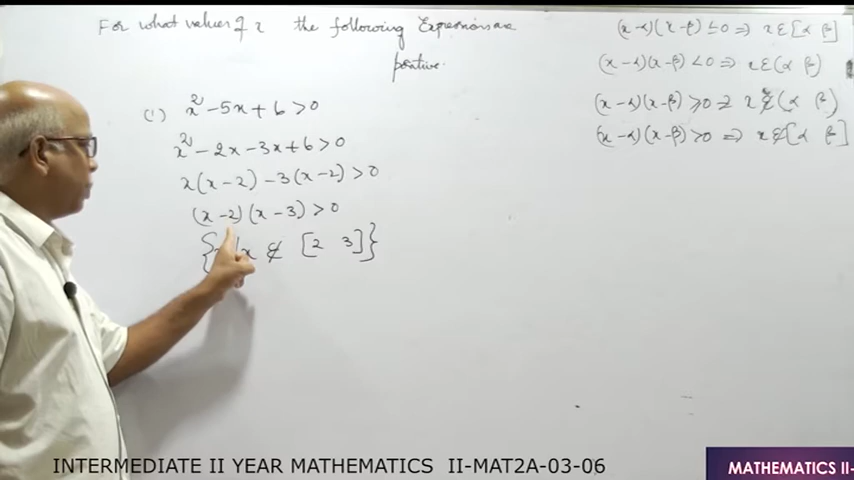 For what values of x the following Expressions are
positive.
(1) x² - 5x + 6 > 0
x² - 2x - 3x + 6 > 0
x(x - 2) - 3(x - 2) > 0
(x - 2)(x - 3) > 0
{x | x ∉ [2 3]}
(x-α)(x-β) ≤ 0 ⇒ x ∈ [α β]
(x-α)(x-β) < 0 ⇒ x ∈ (α β)
(x-α)(x-β) ≥ 0 ⇒ x ∉ (α β)
(x-α)(x-β) > 0 ⇒ x ∉ [α β]
INTERMEDIATE II YEAR MATHEMATICS II-MAT2A-03-06
MATHEMATICS II-